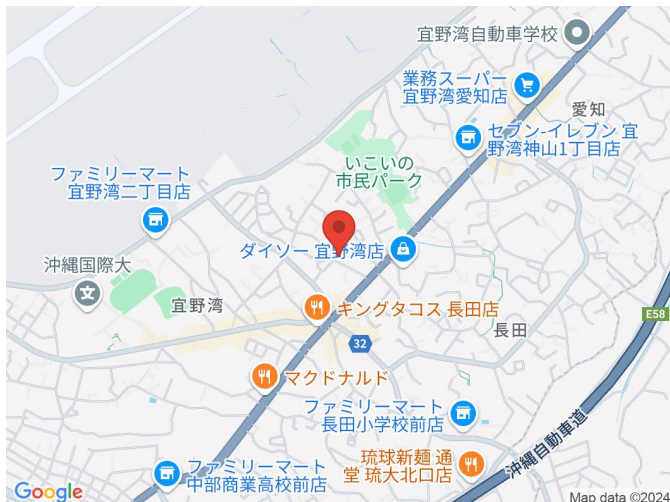 宜野湾自動車学校
業務スーパー
宜野湾愛知店
愛知
セブン-イレブン 宜
野湾神山1丁目店
いこいの
市民パーク
ファミリーマート
宜野湾二丁目店
ダイソー 宜野湾店
沖縄国際大
宜野湾
キングタコス 長田店
E58
長田
32
マクドナルド
ファミリーマート
長田小学校前店
沖縄自動車道
琉球新麺 通
堂 琉大北口店
ファミリーマート
中部商業高校前店
Google
Map data ©2024